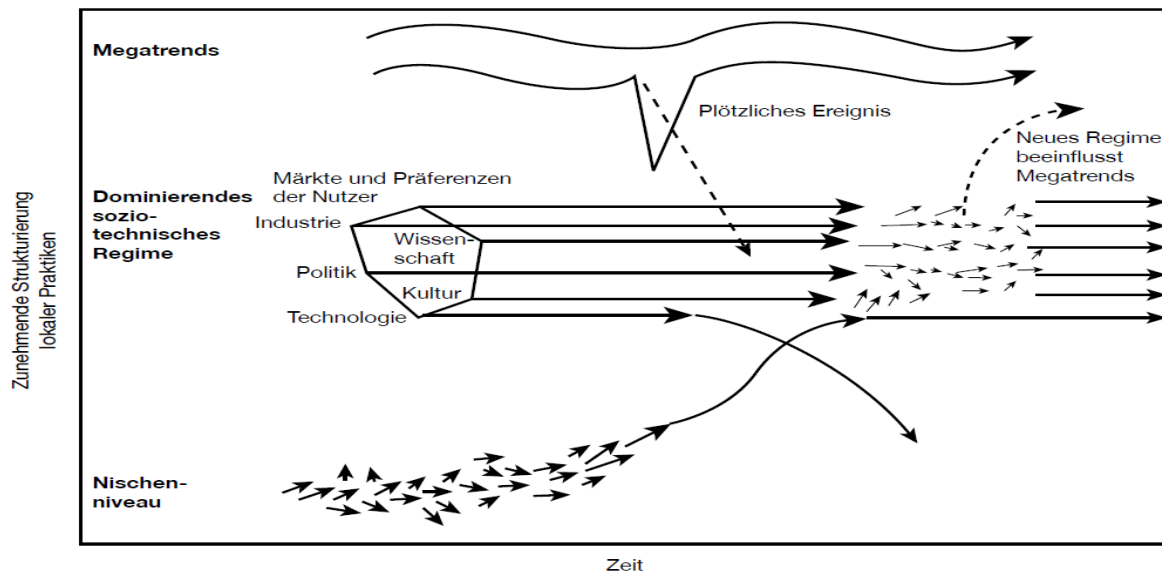 Megatrends
Plötzliches Ereignis
Neues Regime
beeinflusst
Megatrends
Dominierendes
sozio-
technisches
Regime
Märkte und Präferenzen
der Nutzer
Industrie
Wissen-
schaft
Politik
Kultur
Technologie
Nischen-
niveau
Zunehmende Strukturierung
lokaler Praktiken
Zeit